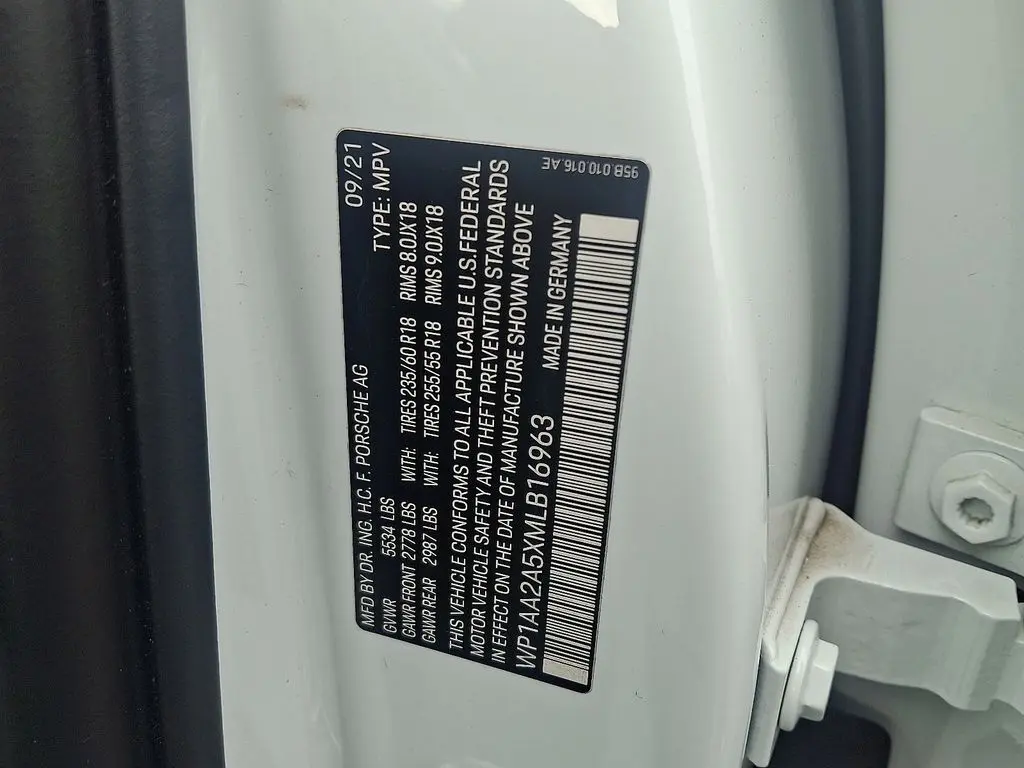 MFD BY DR. ING. H.C. F. PORSCHE AG 09/21
GVWR 5534 LBS TYPE: MPV
GAWR FRONT 2778 LBS WITH: TIRES 235/60 R18 RIMS 8.0JX18
GAWR REAR 2987 LBS WITH: TIRES 255/55 R18 RIMS 9.0JX18
THIS VEHICLE CONFORMS TO ALL APPLICABLE U.S. FEDERAL
MOTOR VEHICLE SAFETY AND THEFT PREVENTION STANDARDS
IN EFFECT ON THE DATE OF MANUFACTURE SHOWN ABOVE
WP1AA2A5XMLB16963 MADE IN GERMANY
95B.010.016.AE